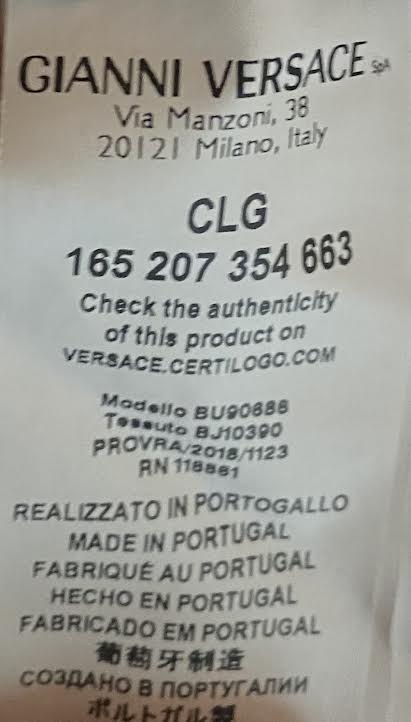 GIANNI VERSACE SpA
Via Manzoni, 38
20121 Milano, Italy
CLG
165 207 354 663
Check the authenticity
of this product on
VERSACE.CERTILOGO.COM
Modello BU90688
Tessuto BJ10390
PROVRA/2018/1123
RN 118881
REALIZZATO IN PORTOGALLO
MADE IN PORTUGAL
FABRIQUÉ AU PORTUGAL
HECHO EN PORTUGAL
FABRICADO EM PORTUGAL
葡萄牙制造
СОЗДАНО В ПОРТУГАЛИИ
ポルトガル製